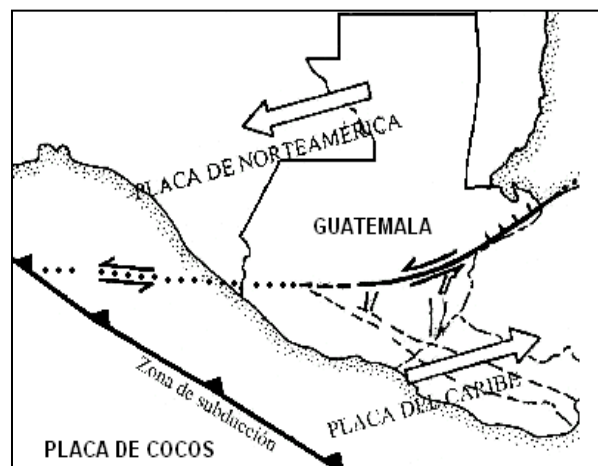 PLACA DE NORTEAMÉRICA
GUATEMALA
PLACA DEL CARIBE
Zona de subducción
PLACA DE COCOS